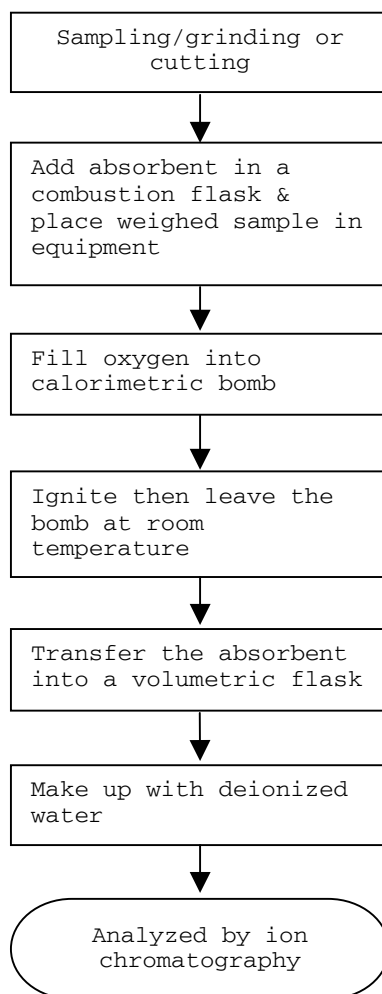 Sampling/grinding or
cutting
Add absorbent in a
combustion flask &
place weighed sample in
equipment
Fill oxygen into
calorimetric bomb
Ignite then leave the
bomb at room
temperature
Transfer the absorbent
into a volumetric flask
Make up with deionized
water
Analyzed by ion
chromatography